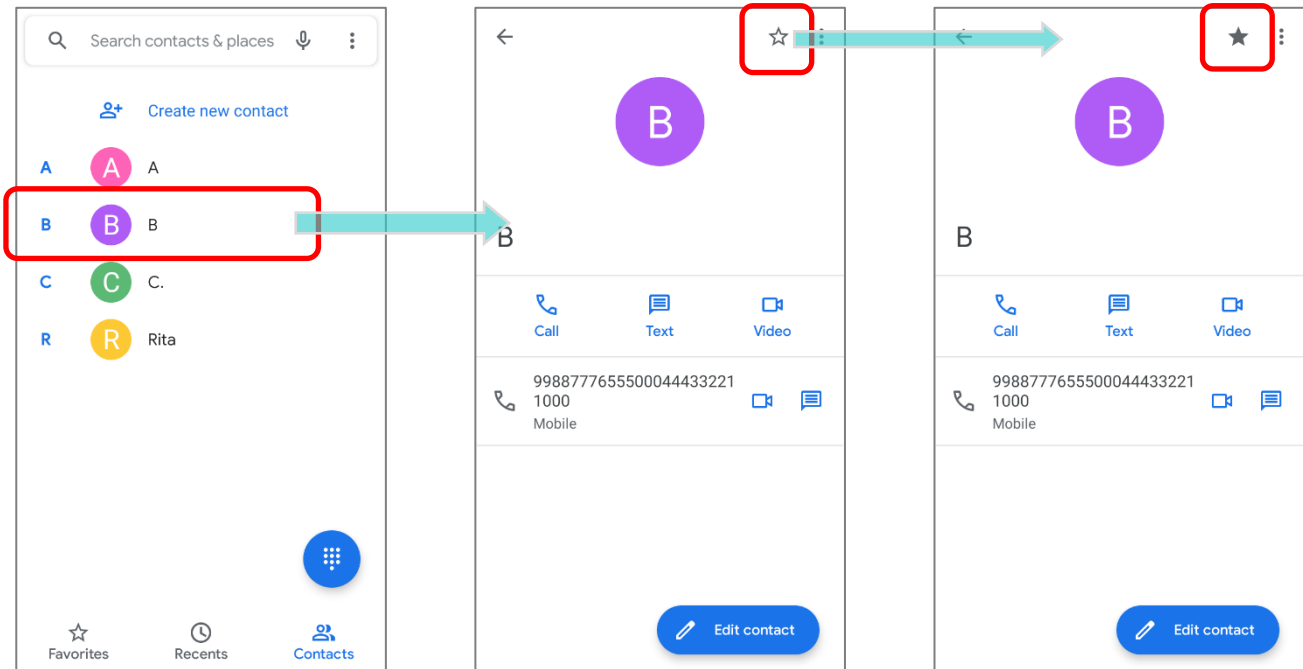 Search contacts & places
Create new contact
A A A
B B B
C C C.
R R Rita
Favorites Recents Contacts
B
B
Call Text Video
9988777655500044433221
1000
Mobile
Edit contact
B
B
Call Text Video
9988777655500044433221
1000
Mobile
Edit contact